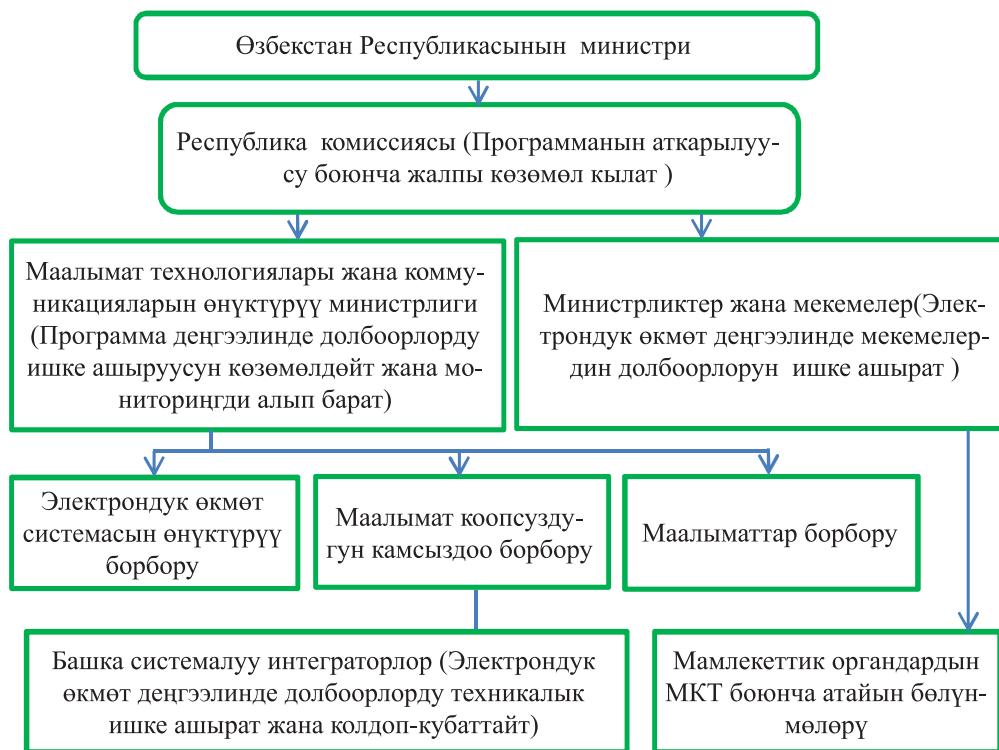 Өзбекстан Республикасынын министри
Республика комиссиясы (Программанын аткарылуу-
су боюнча жалпы көзөмөл кылат )
Маалымат технологиялары жана комму-
никацияларын өнүктүрүү министрлиги
(Программа деңгээлинде долбоорлорду
ишке ашыруусун көзөмөлдөйт жана мо-
ниториңгди алып барат)
Министрликтер жана мекемелер(Элек-
трондук өкмөт деңгээлинде мекемелер-
дин долбоорлорун ишке ашырат )
Электрондук өкмөт
системасын өнүктүрүү
борбору
Маалымат коопсузду-
гун камсыздоо борбору
Маалыматтар борбору
Башка системалуу интеграторлор (Электрондук
өкмөт деңгээлинде долбоорлорду техникалык
ишке ашырат жана колдоп-кубаттайт)
Мамлекеттик органдардын
МКТ боюнча атайын бөлүн-
мөлөрү